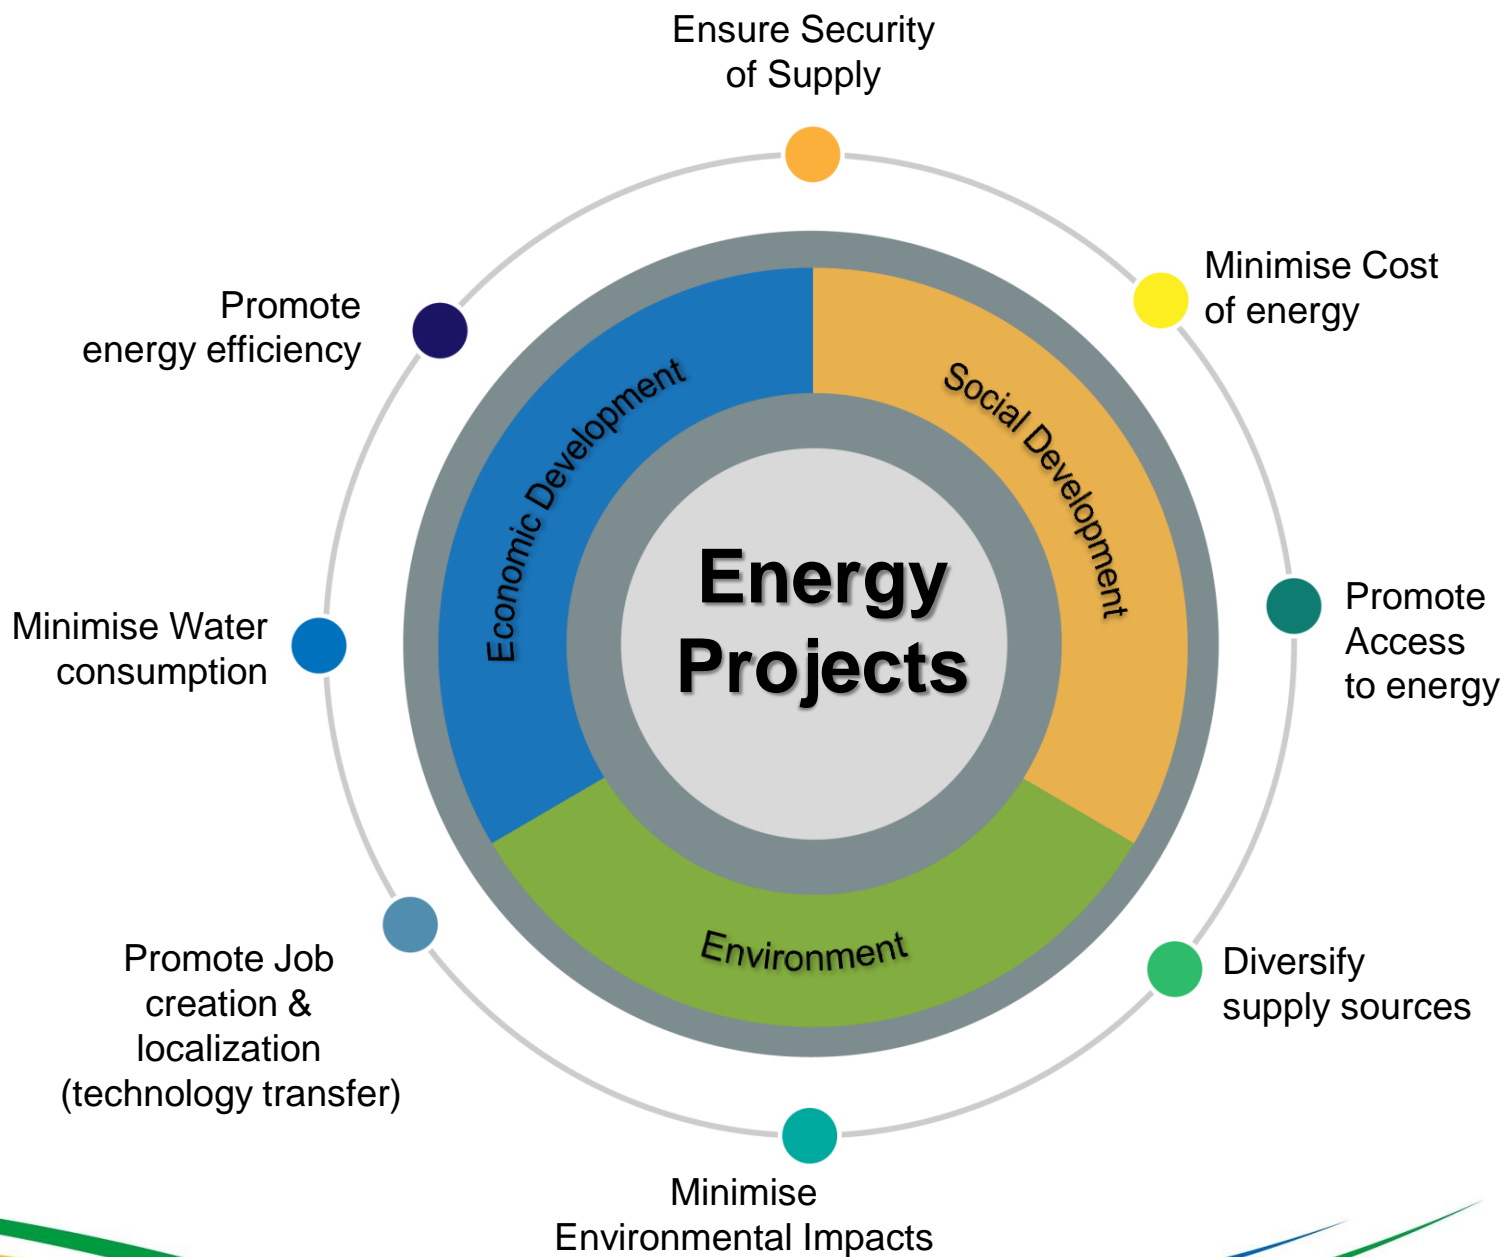 Ensure Security
of Supply
Minimise Cost
of energy
Promote
energy efficiency
Social Development
Economic Development
Energy
Projects
Promote
Access
to energy
Minimise Water
consumption
Environment
Diversify
supply sources
Promote Job
creation &
localization
(technology transfer)
Minimise
Environmental Impacts